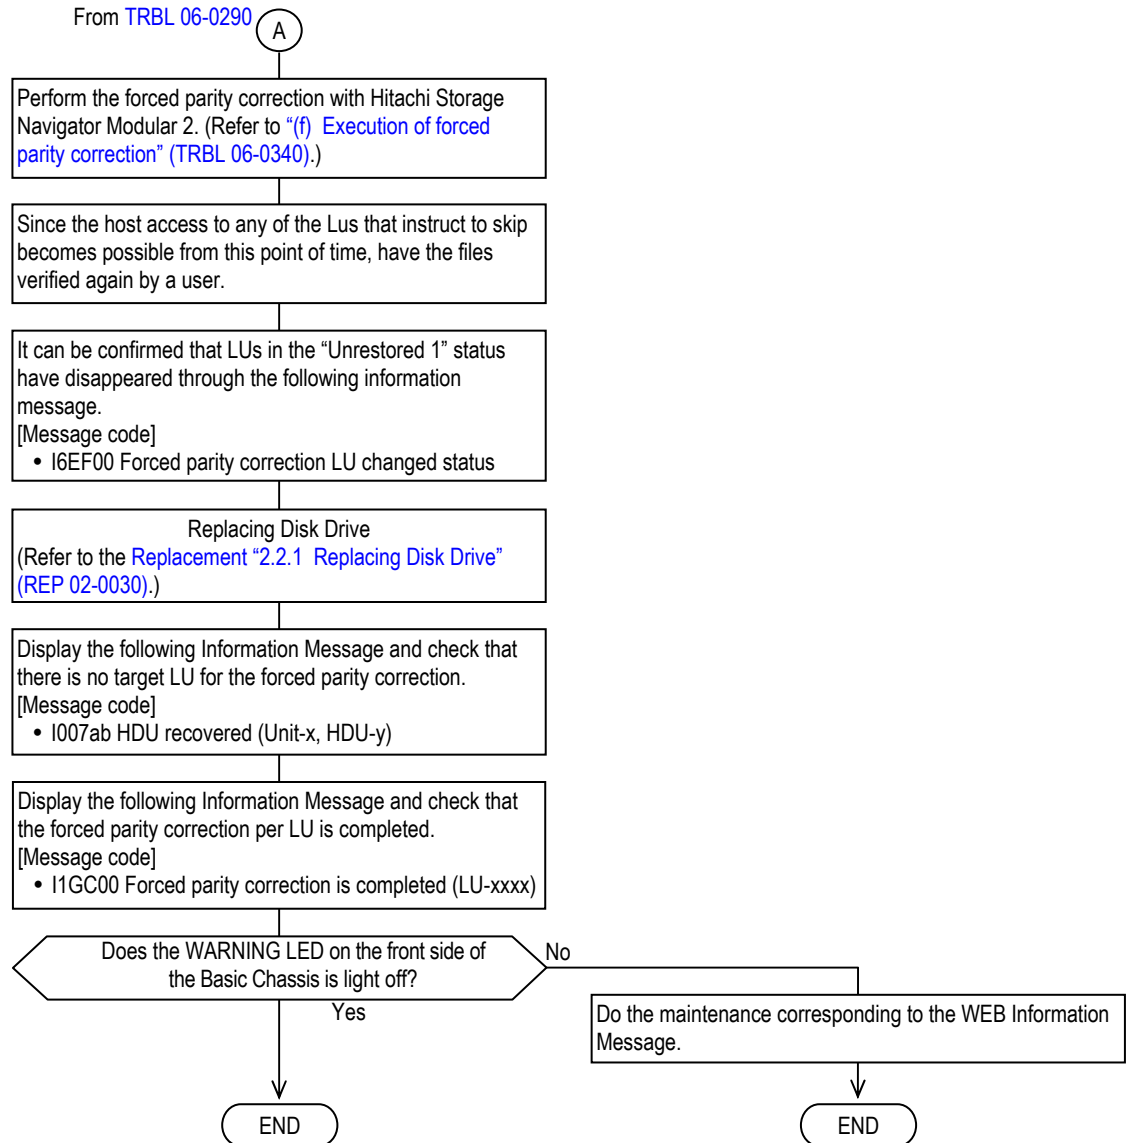 From TRBL 06-0290
A
Perform the forced parity correction with Hitachi Storage
Navigator Modular 2. (Refer to “(f)  Execution of forced
parity correction” (TRBL 06-0340).)
Since the host access to any of the Lus that instruct to skip
becomes possible from this point of time, have the files
verified again by a user.
It can be confirmed that LUs in the “Unrestored 1” status
have disappeared through the following information
message.
[Message code]
• I6EF00 Forced parity correction LU changed status
Replacing Disk Drive
(Refer to the Replacement “2.2.1  Replacing Disk Drive”
(REP 02-0030).)
Display the following Information Message and check that
there is no target LU for the forced parity correction.
[Message code]
• I007ab HDU recovered (Unit-x, HDU-y)
Display the following Information Message and check that
the forced parity correction per LU is completed.
[Message code]
• I1GC00 Forced parity correction is completed (LU-xxxx)
Does the WARNING LED on the front side of
the Basic Chassis is light off?
No
Yes
Do the maintenance corresponding to the WEB Information
Message.
END
END